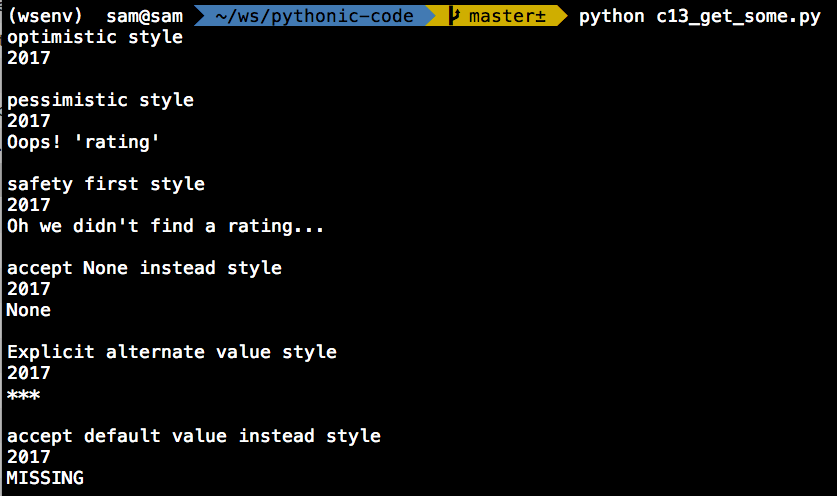 (wsenv) sam@sam ~/ws/pythonic-code master± python c13_get_some.py
optimistic style
2017
pessimistic style
2017
Oops! 'rating'
safety first style
2017
Oh we didn't find a rating...
accept None instead style
2017
None
Explicit alternate value style
2017
***
accept default value instead style
2017
MISSING